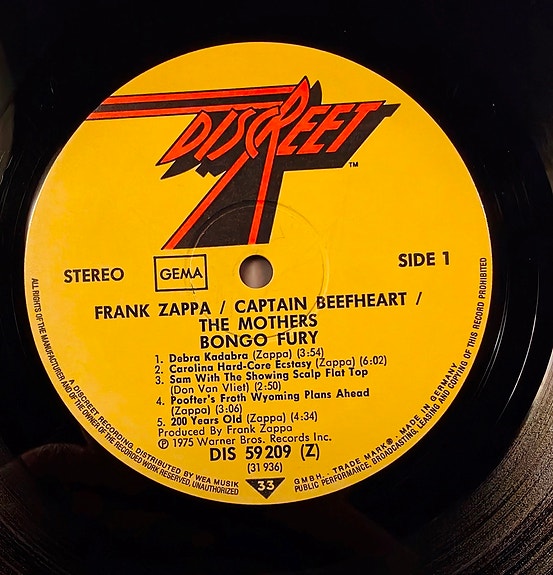 DISCREET
TM
STEREO
GEMA
SIDE 1
FRANK ZAPPA / CAPTAIN BEEFHEART /
THE MOTHERS
BONGO FURY
1. Debra Kadabra (Zappa) (3:54)
2. Carolina Hard-Core Ecstasy (Zappa) (6:02)
3. Sam With The Showing Scalp Flat Top
(Don Van Vliet) (2:50)
4. Poofter's Froth Wyoming Plans Ahead
(Zappa) (3:06)
5. 200 Years Old (Zappa) (4:34)
Produced By Frank Zappa
℗ 1975 Warner Bros. Records Inc.
DIS 59 209 (Z)
(31 936)
33
A DISCREET RECORDING, DISTRIBUTED BY WEA MUSIK GMBH. TRADE MARK® . MADE IN GERMANY
ALL RIGHTS OF THE MANUFACTURER AND OF THE OWNER OF THE RECORDED WORK RESERVED, UNAUTHORIZED PUBLIC PERFORMANCE, BROADCASTING, LEASING AND COPYING OF THIS RECORD PROHIBITED